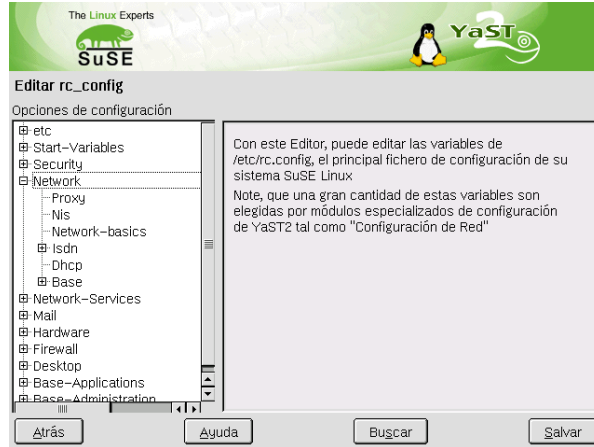 The Linux Experts
SuSE
YaST
2
Editar rc_config
Opciones de configuración
etc
Start-Variables
Security
Network
Proxy
Nis
Network-basics
Isdn
Dhcp
Base
Network-Services
Mail
Hardware
Firewall
Desktop
Base-Applications
Base-Administration
Con este Editor, puede editar las variables de
/etc/rc.config, el principal fichero de configuración de su
sistema SuSE Linux
Note, que una gran cantidad de estas variables son
elegidas por módulos especializados de configuración
de YaST2 tal como "Configuración de Red"
Atrás
Ayuda
Buscar
Salvar